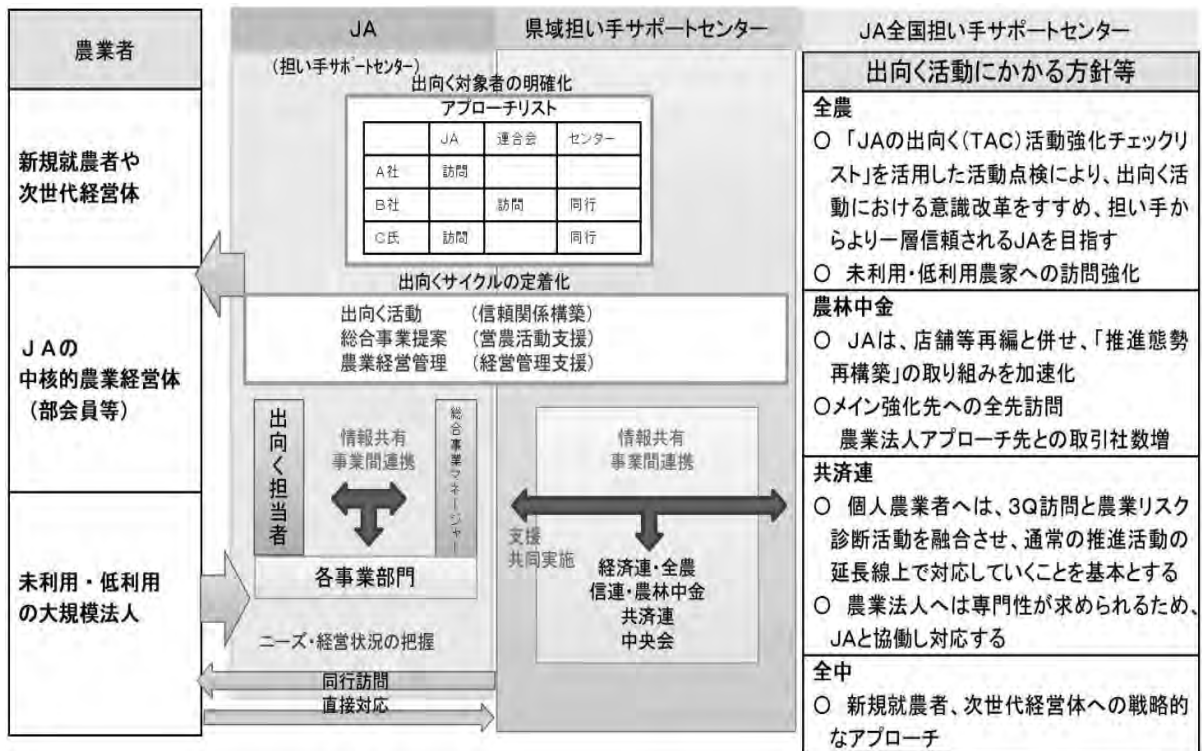 農業者
新規就農者や
次世代経営体
JAの
中核的農業経営体
(部会員等)
未利用・低利用
の大規模法人
JA
(担い手サポートセンター)
県域担い手サポートセンター
出向く対象者の明確化
アプローチリスト
JA 連合会 センター
A社 訪問
B社 訪問 同行
C氏 訪問 同行
出向くサイクルの定着化
出向く活動 (信頼関係構築)
総合事業提案 (営農活動支援)
農業経営管理 (経営管理支援)
出向く担当者
情報共有
事業間連携
総合事業マネージャー
各事業部門
ニーズ・経営状況の把握
情報共有
事業間連携
支援
共同実施
経済連・全農
信連・農林中金
共済連
中央会
同行訪問
直接対応
JA全国担い手サポートセンター
出向く活動にかかる方針等
全農
○ 「JAの出向く(TAC)活動強化チェックリ
スト」を活用した活動点検により、出向く活
動における意識改革をすすめ、担い手か
らより一層信頼されるJAを目指す
○ 未利用・低利用農家への訪問強化
農林中金
○ JAは、店舗等再編と併せ、「推進態勢
再構築」の取り組みを加速化
○メイン強化先への全先訪問
農業法人アプローチ先との取引社数増
共済連
○ 個人農業者へは、3Q訪問と農業リスク
診断活動を融合させ、通常の推進活動の
延長線上で対応していくことを基本とする
○ 農業法人へは専門性が求められるため、
JAと協働し対応する
全中
○ 新規就農者、次世代経営体への戦略的
なアプローチ